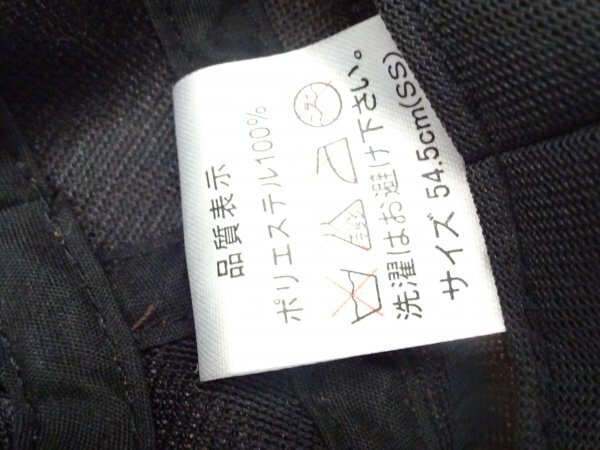 品質表示
ポリエステル100%
洗濯はお避け下さい。
サイズ 54.5cm(SS)